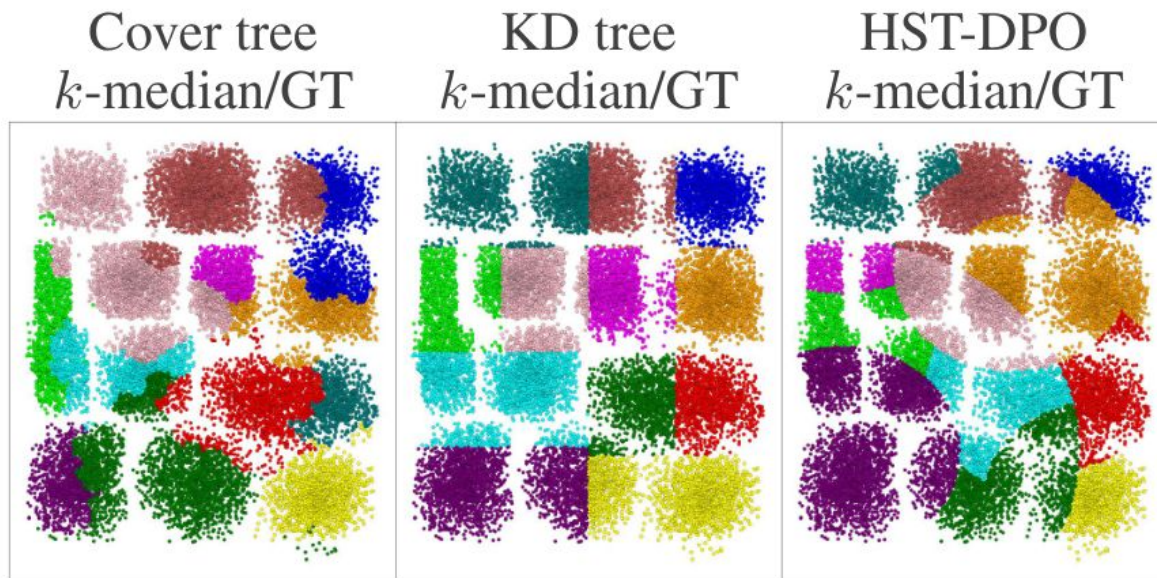 Cover tree
k-median/GT
KD tree
k-median/GT
HST-DPO
k-median/GT